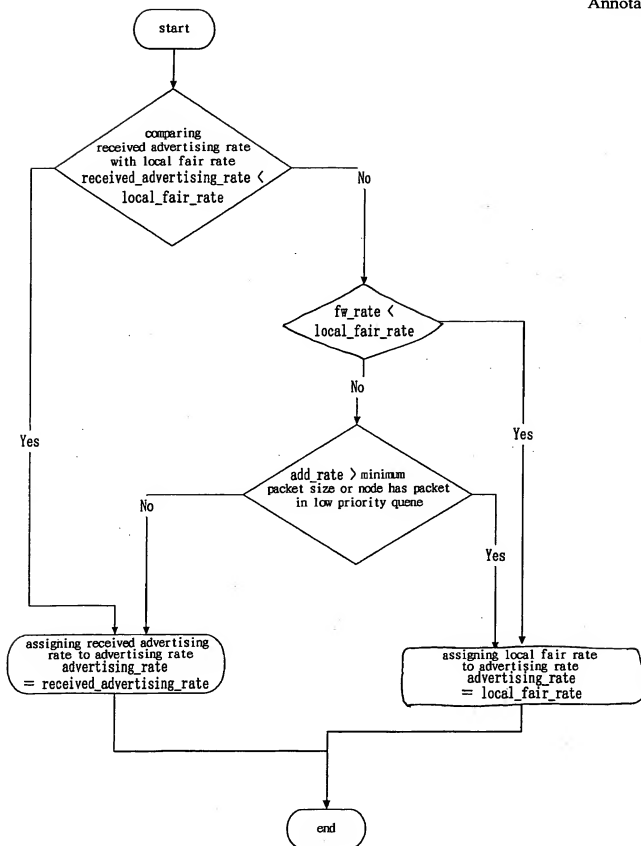 Annota
start
comparing
received advertising rate
with local fair rate
received_advertising_rate <
local_fair_rate
No
fw_rate <
local_fair_rate
No
Yes
Yes
add_rate > minimum
packet size or node has packet
in low priority quene
No
Yes
assigning received advertising
rate to advertising rate
advertising_rate
= received_advertising_rate
assigning local fair rate
to advertising rate
advertising_rate
= local_fair_rate
end